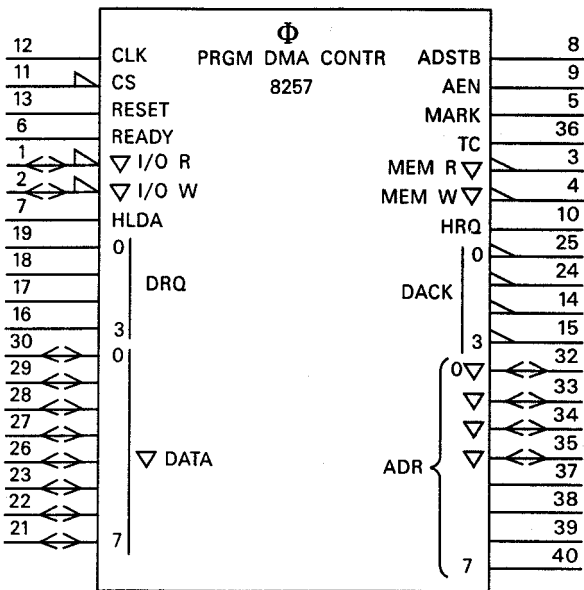 Φ
PRGM DMA CONTR
8257
12 CLK
11 CS
13 RESET
6 READY
1 ▽ I/O R
2 ▽ I/O W
7 HLDA
19 0
18 DRQ
17
16 3
30 0
29
28
27
26 ▽ DATA
23
22
21 7
ADSTB 8
AEN 9
MARK 5
TC 36
MEM R ▽ 3
MEM W ▽ 4
HRQ 10
0 25
DACK 24
14
3 15
0 ▽ 32
▽ 33
▽ 34
ADR ▽ 35
37
38
39
7 40